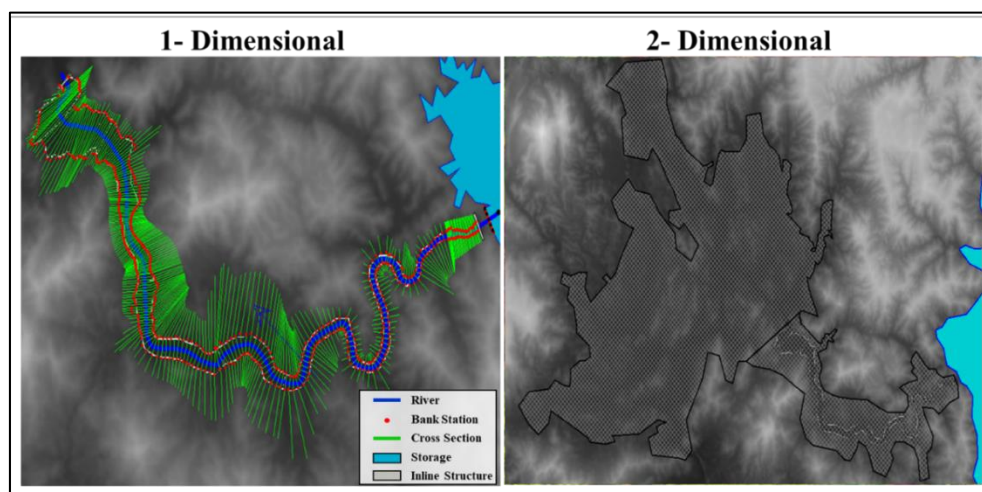 1- Dimensional
2- Dimensional
River
Bank Station
Cross Section
Storage
Inline Structure